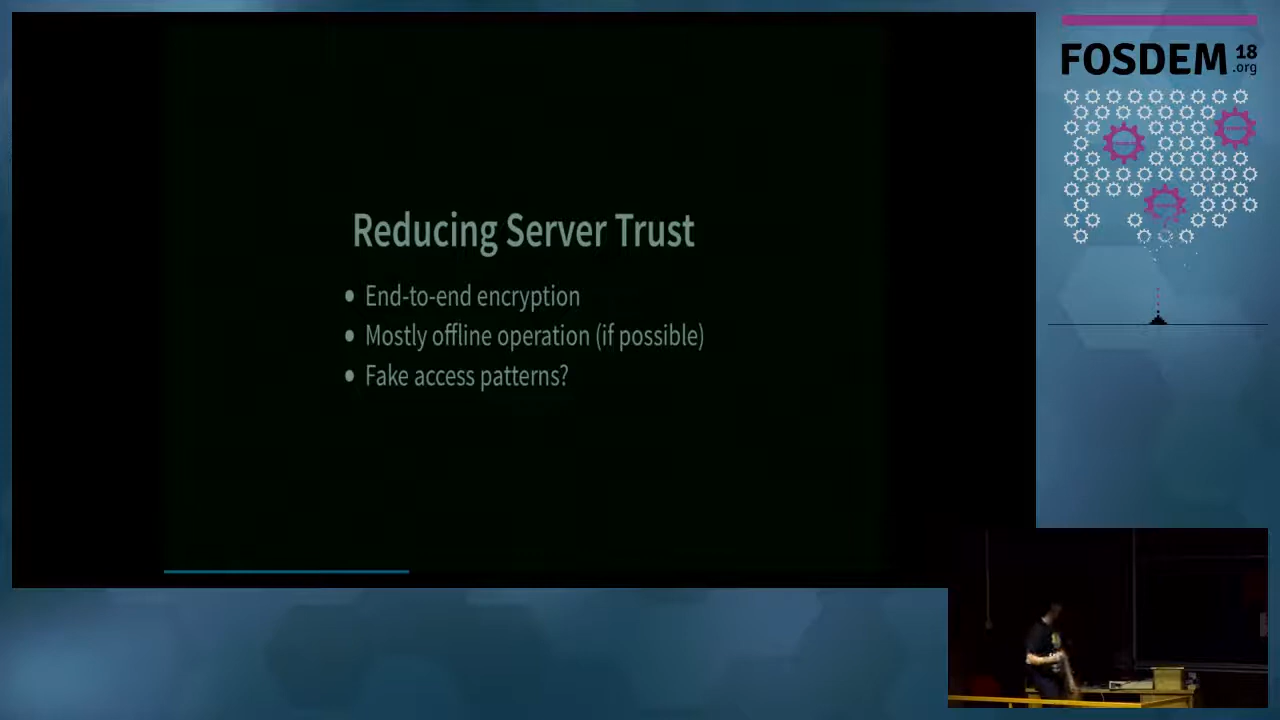 Reducing Server Trust
• End-to-end encryption
• Mostly offline operation (if possible)
• Fake access patterns?
FOSDEM 18
.org